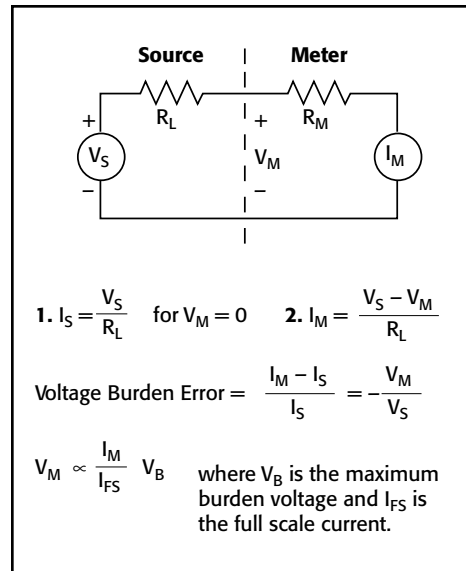 Source Meter
R_L R_M
+ +
V_S V_M I_M
– –
1. I_S = V_S / R_L for V_M = 0 2. I_M = (V_S – V_M) / R_L
Voltage Burden Error = (I_M – I_S) / I_S = – V_M / V_S
V_M ∝ I_M / I_FS V_B where V_B is the maximum
burden voltage and I_FS is
the full scale current.